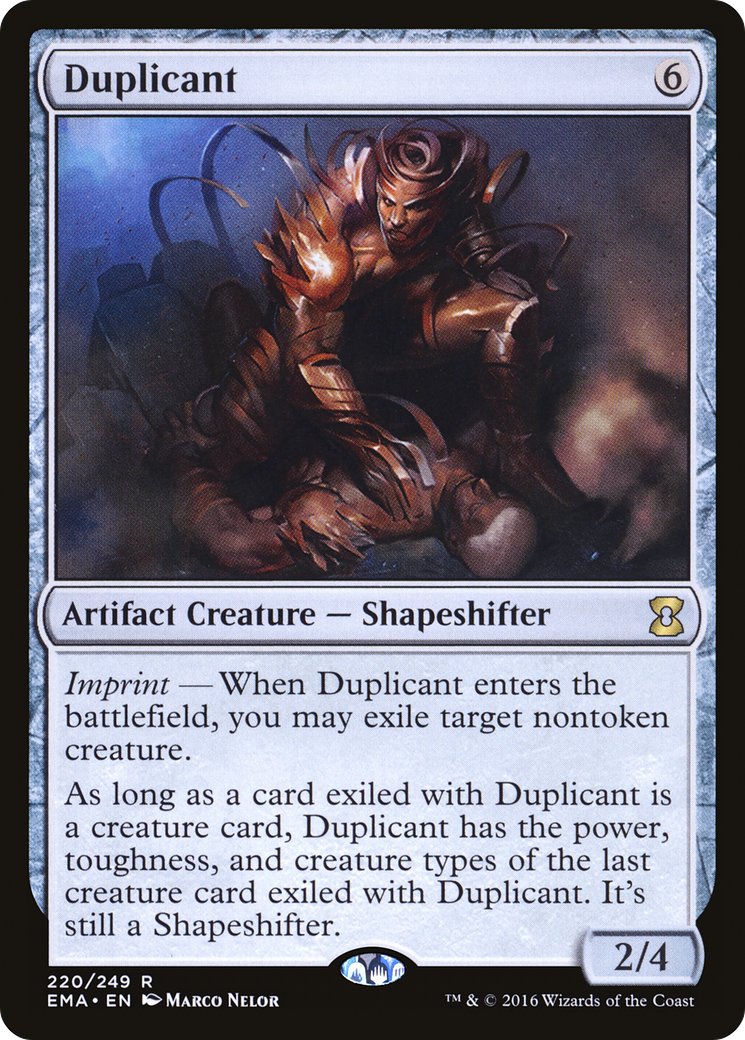 Duplicant 6
Artifact Creature — Shapeshifter
Imprint — When Duplicant enters the
battlefield, you may exile target nontoken
creature.
As long as a card exiled with Duplicant is
a creature card, Duplicant has the power,
toughness, and creature types of the last
creature card exiled with Duplicant. It's
still a Shapeshifter.
2/4
220/249 R
EMA • EN Marco Nelor
™ & © 2016 Wizards of the Coast